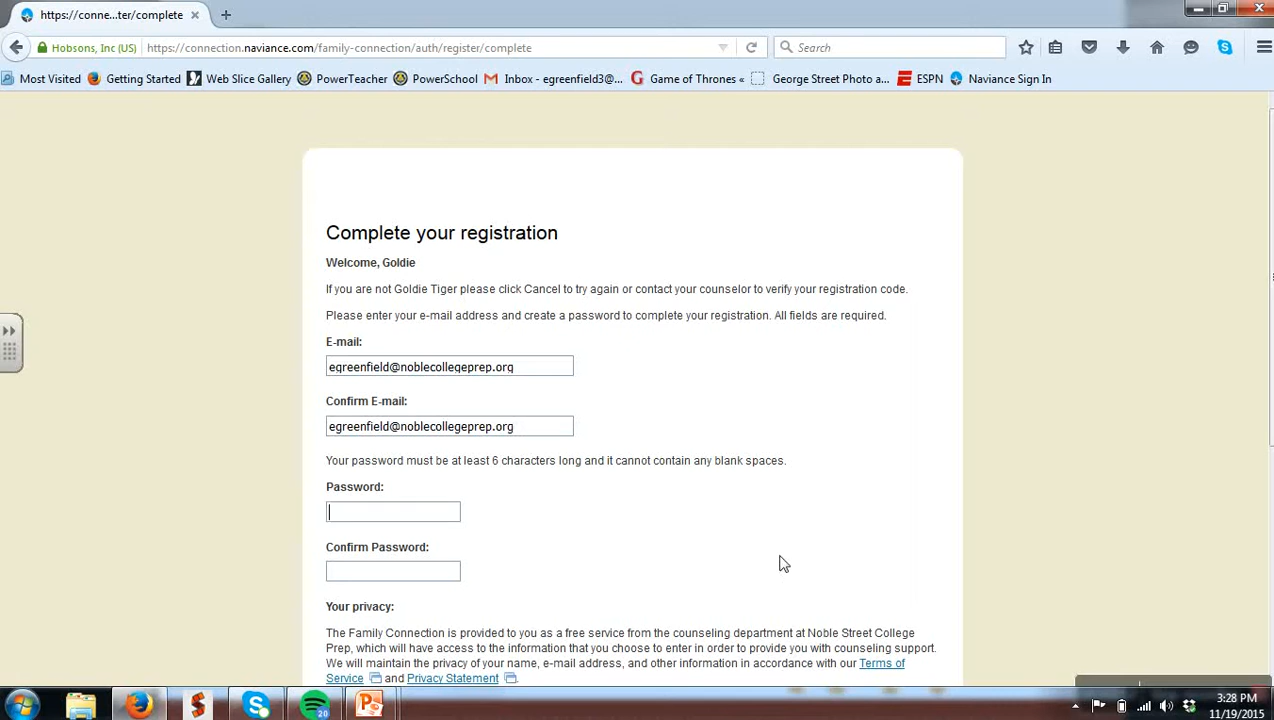 https://conne...ter/complete
Hobsons, Inc (US)
https://connection.naviance.com/family-connection/auth/register/complete
Search
Most Visited
Getting Started
Web Slice Gallery
PowerTeacher
PowerSchool
Inbox - egreenfield3@...
Game of Thrones «
George Street Photo a...
ESPN
Naviance Sign In
Complete your registration
Welcome, Goldie
If you are not Goldie Tiger please click Cancel to try again or contact your counselor to verify your registration code.
Please enter your e-mail address and create a password to complete your registration. All fields are required.
E-mail:
egreenfield@noblecollegeprep.org
Confirm E-mail:
egreenfield@noblecollegeprep.org
Your password must be at least 6 characters long and it cannot contain any blank spaces.
Password:
Confirm Password:
Your privacy:
The Family Connection is provided to you as a free service from the counseling department at Noble Street College
Prep, which will have access to the information that you choose to enter in order to provide you with counseling support.
We will maintain the privacy of your name, e-mail address, and other information in accordance with our Terms of
Service and Privacy Statement.
20
3:28 PM
11/19/2015